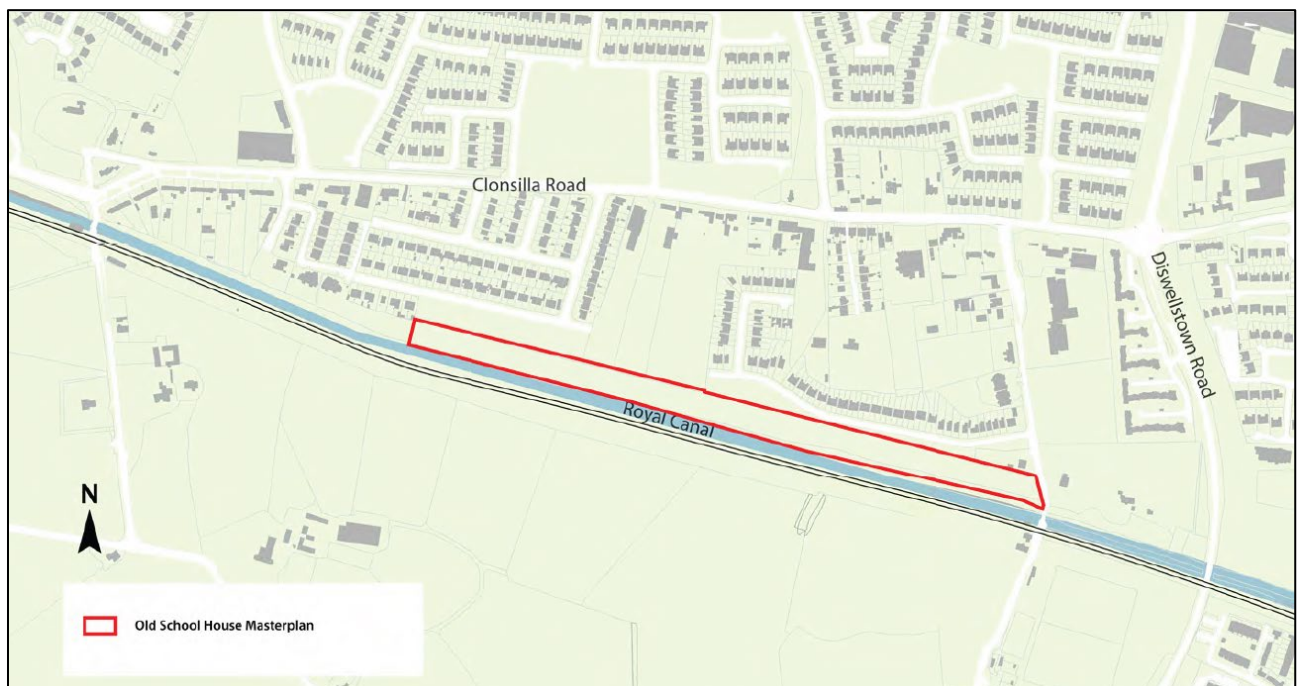 Clonsilla Road
Diswellstown Road
Royal Canal
N
Old School House Masterplan